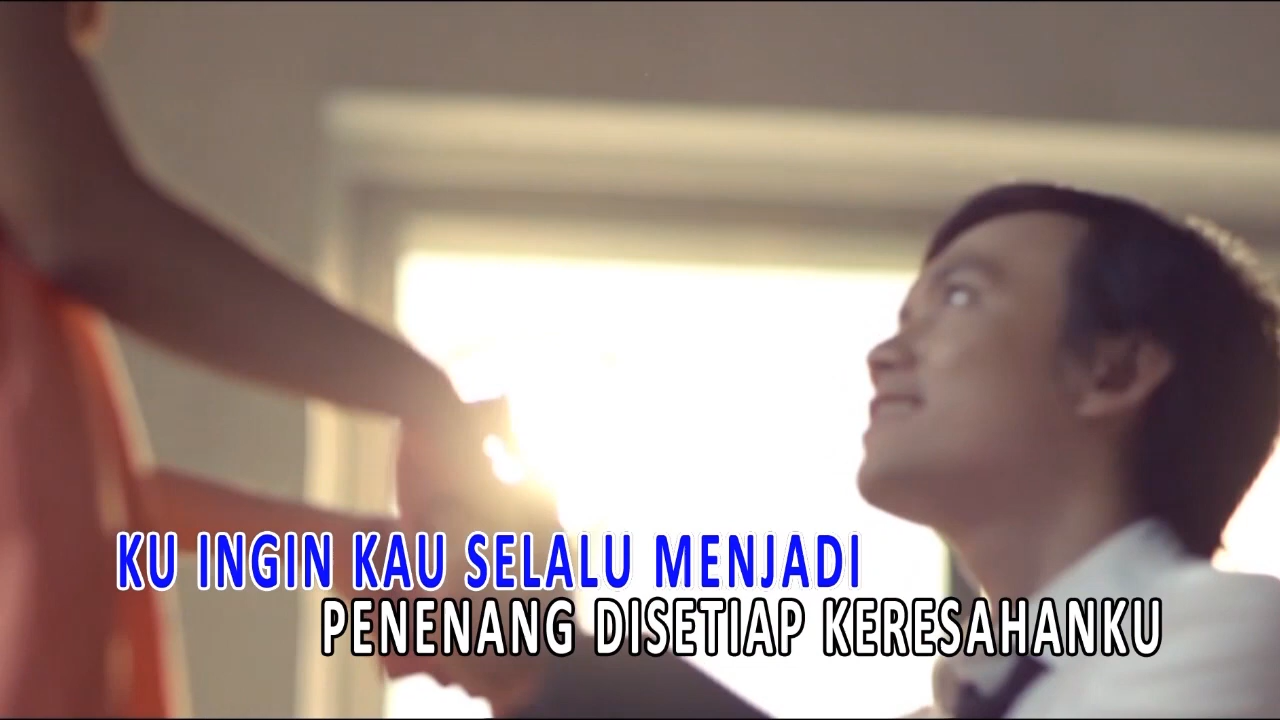 KU INGIN KAU SELALU MENJADI
PENENANG DISETIAP KERESAHANKU